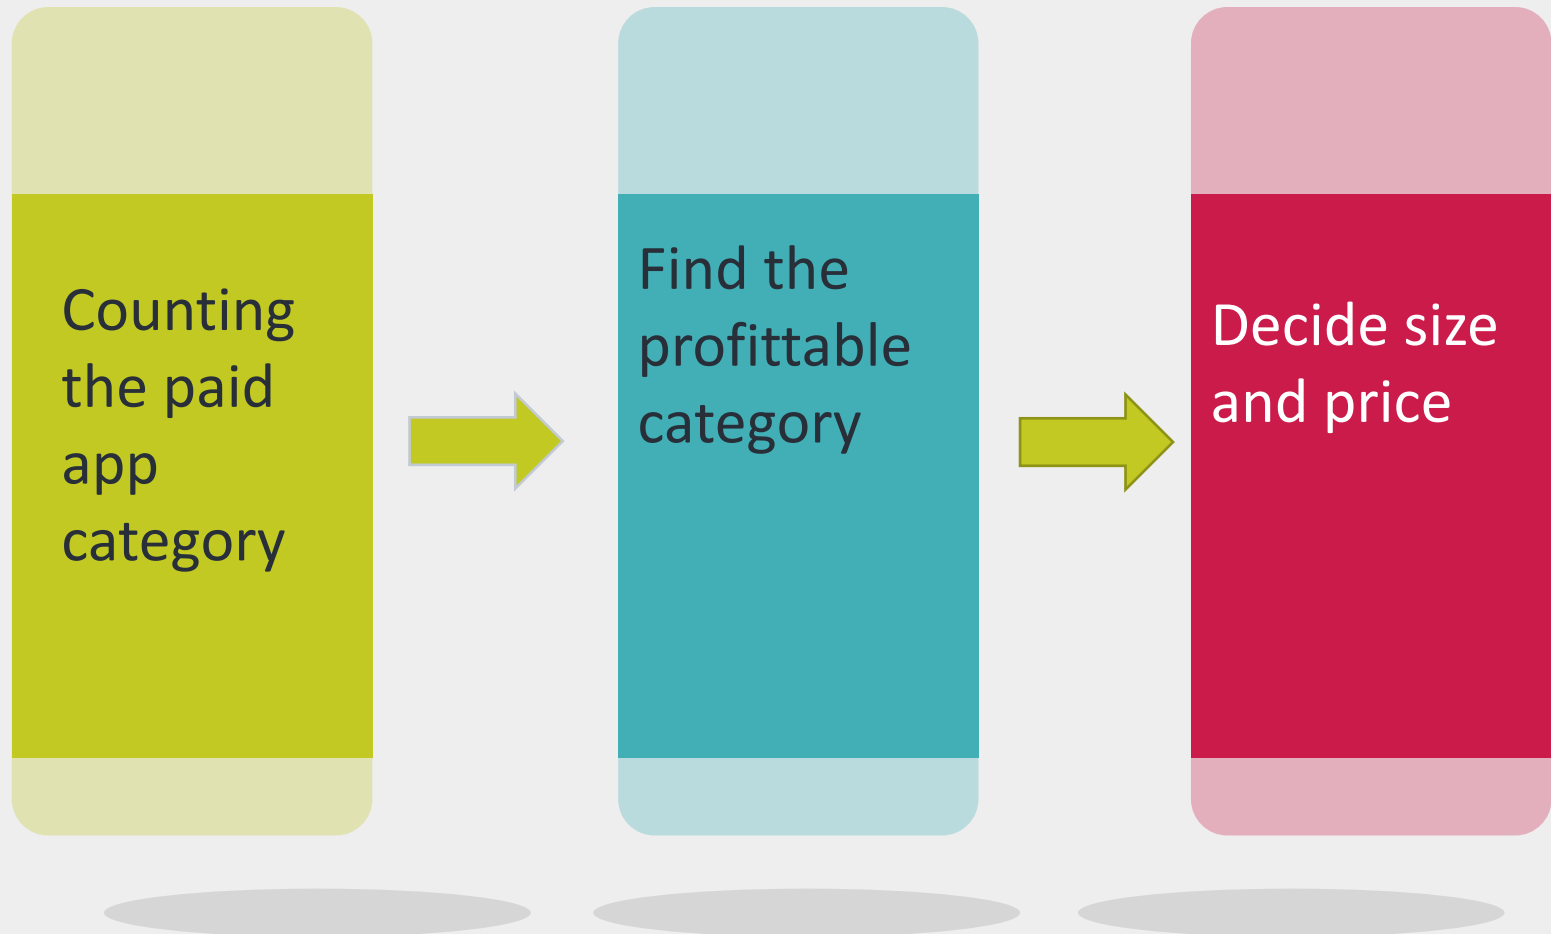 Counting
the paid
app
category
Find the
profittable
category
Decide size
and price